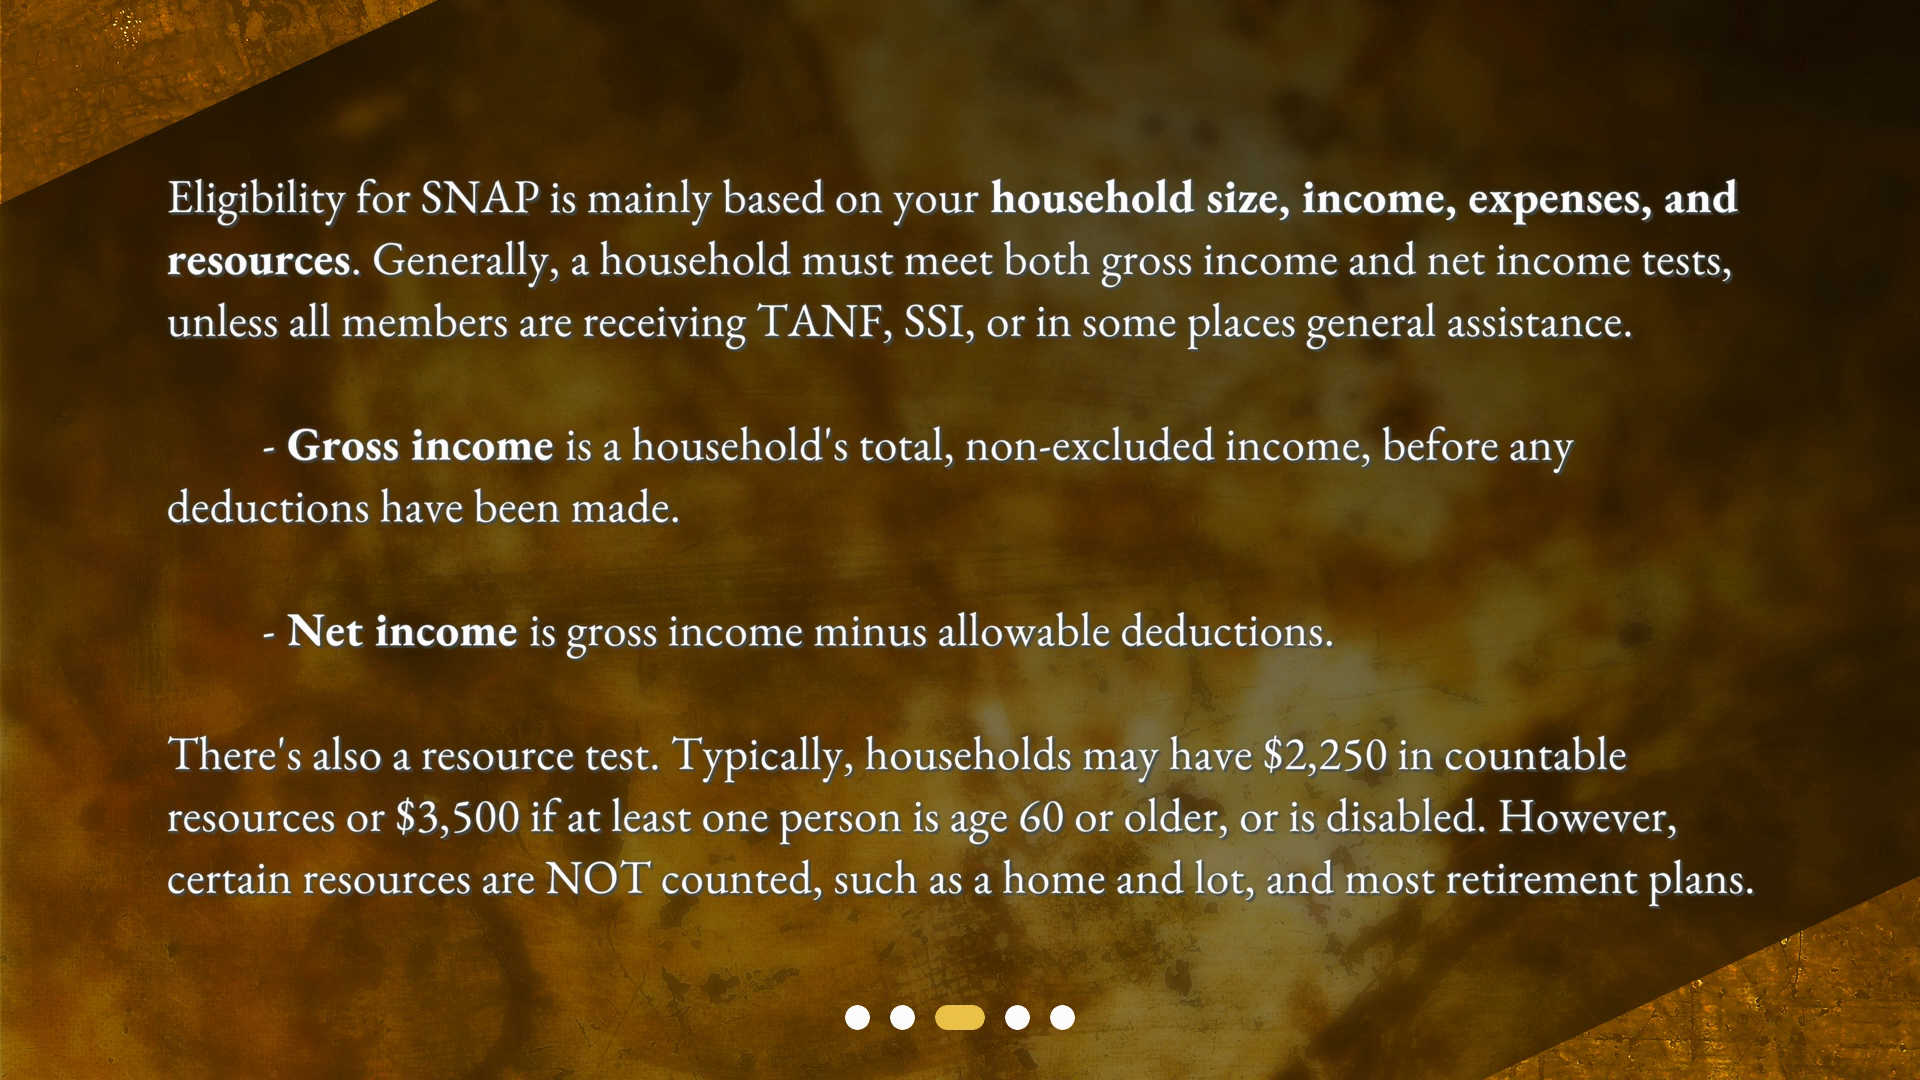 Eligibility for SNAP is mainly based on your household size, income, expenses, and
resources. Generally, a household must meet both gross income and net income tests,
unless all members are receiving TANF, SSI, or in some places general assistance.
- Gross income is a household's total, non-excluded income, before any
deductions have been made.
- Net income is gross income minus allowable deductions.
There's also a resource test. Typically, households may have $2,250 in countable
resources or $3,500 if at least one person is age 60 or older, or is disabled. However,
certain resources are NOT counted, such as a home and lot, and most retirement plans.